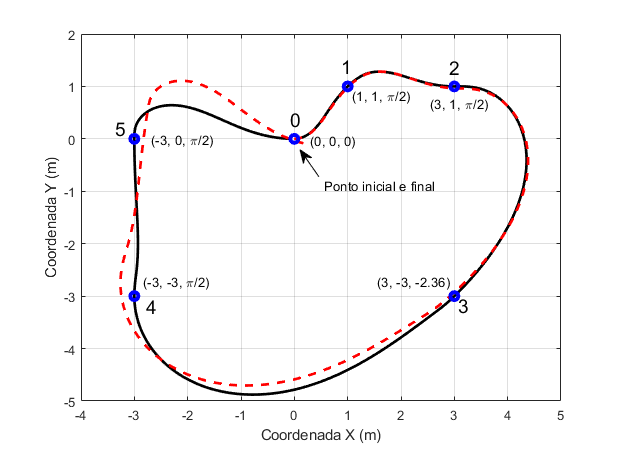 2
1
0
-1
-2
-3
-4
-5
-4
-3
-2
-1
0
1
2
3
4
5
Coordenada Y (m)
Coordenada X (m)
0
(0, 0, 0)
Ponto inicial e final
1
(1, 1, π/2)
2
(3, 1, π/2)
3
(3, -3, -2.36)
4
(-3, -3, π/2)
5
(-3, 0, π/2)